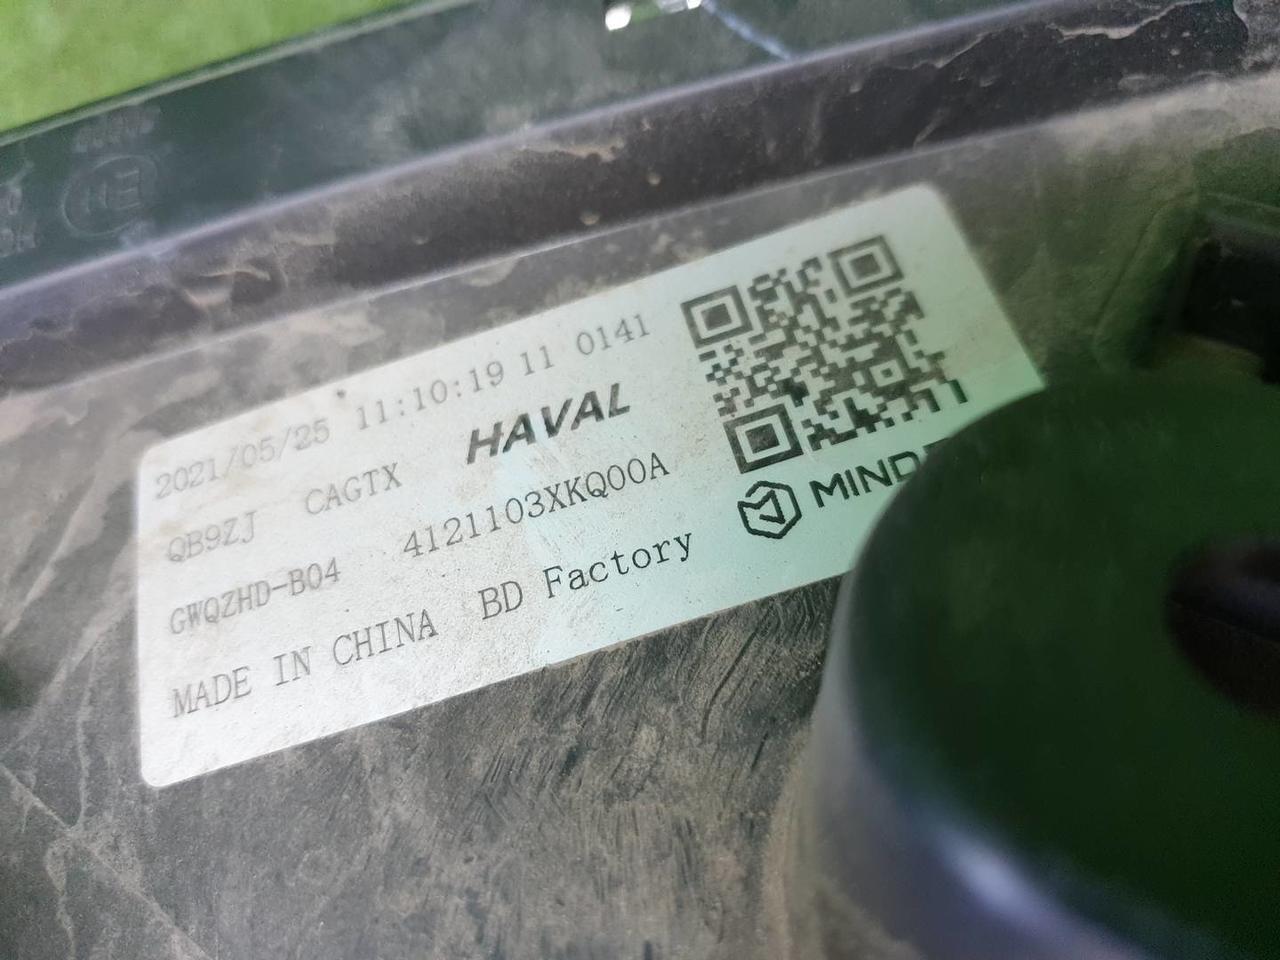 2021/05/25 11:10:19 11 0141
QB9ZJ CAGTX HAVAL
GWQZHD-B04 4121103XKQ00A
MADE IN CHINA BD Factory